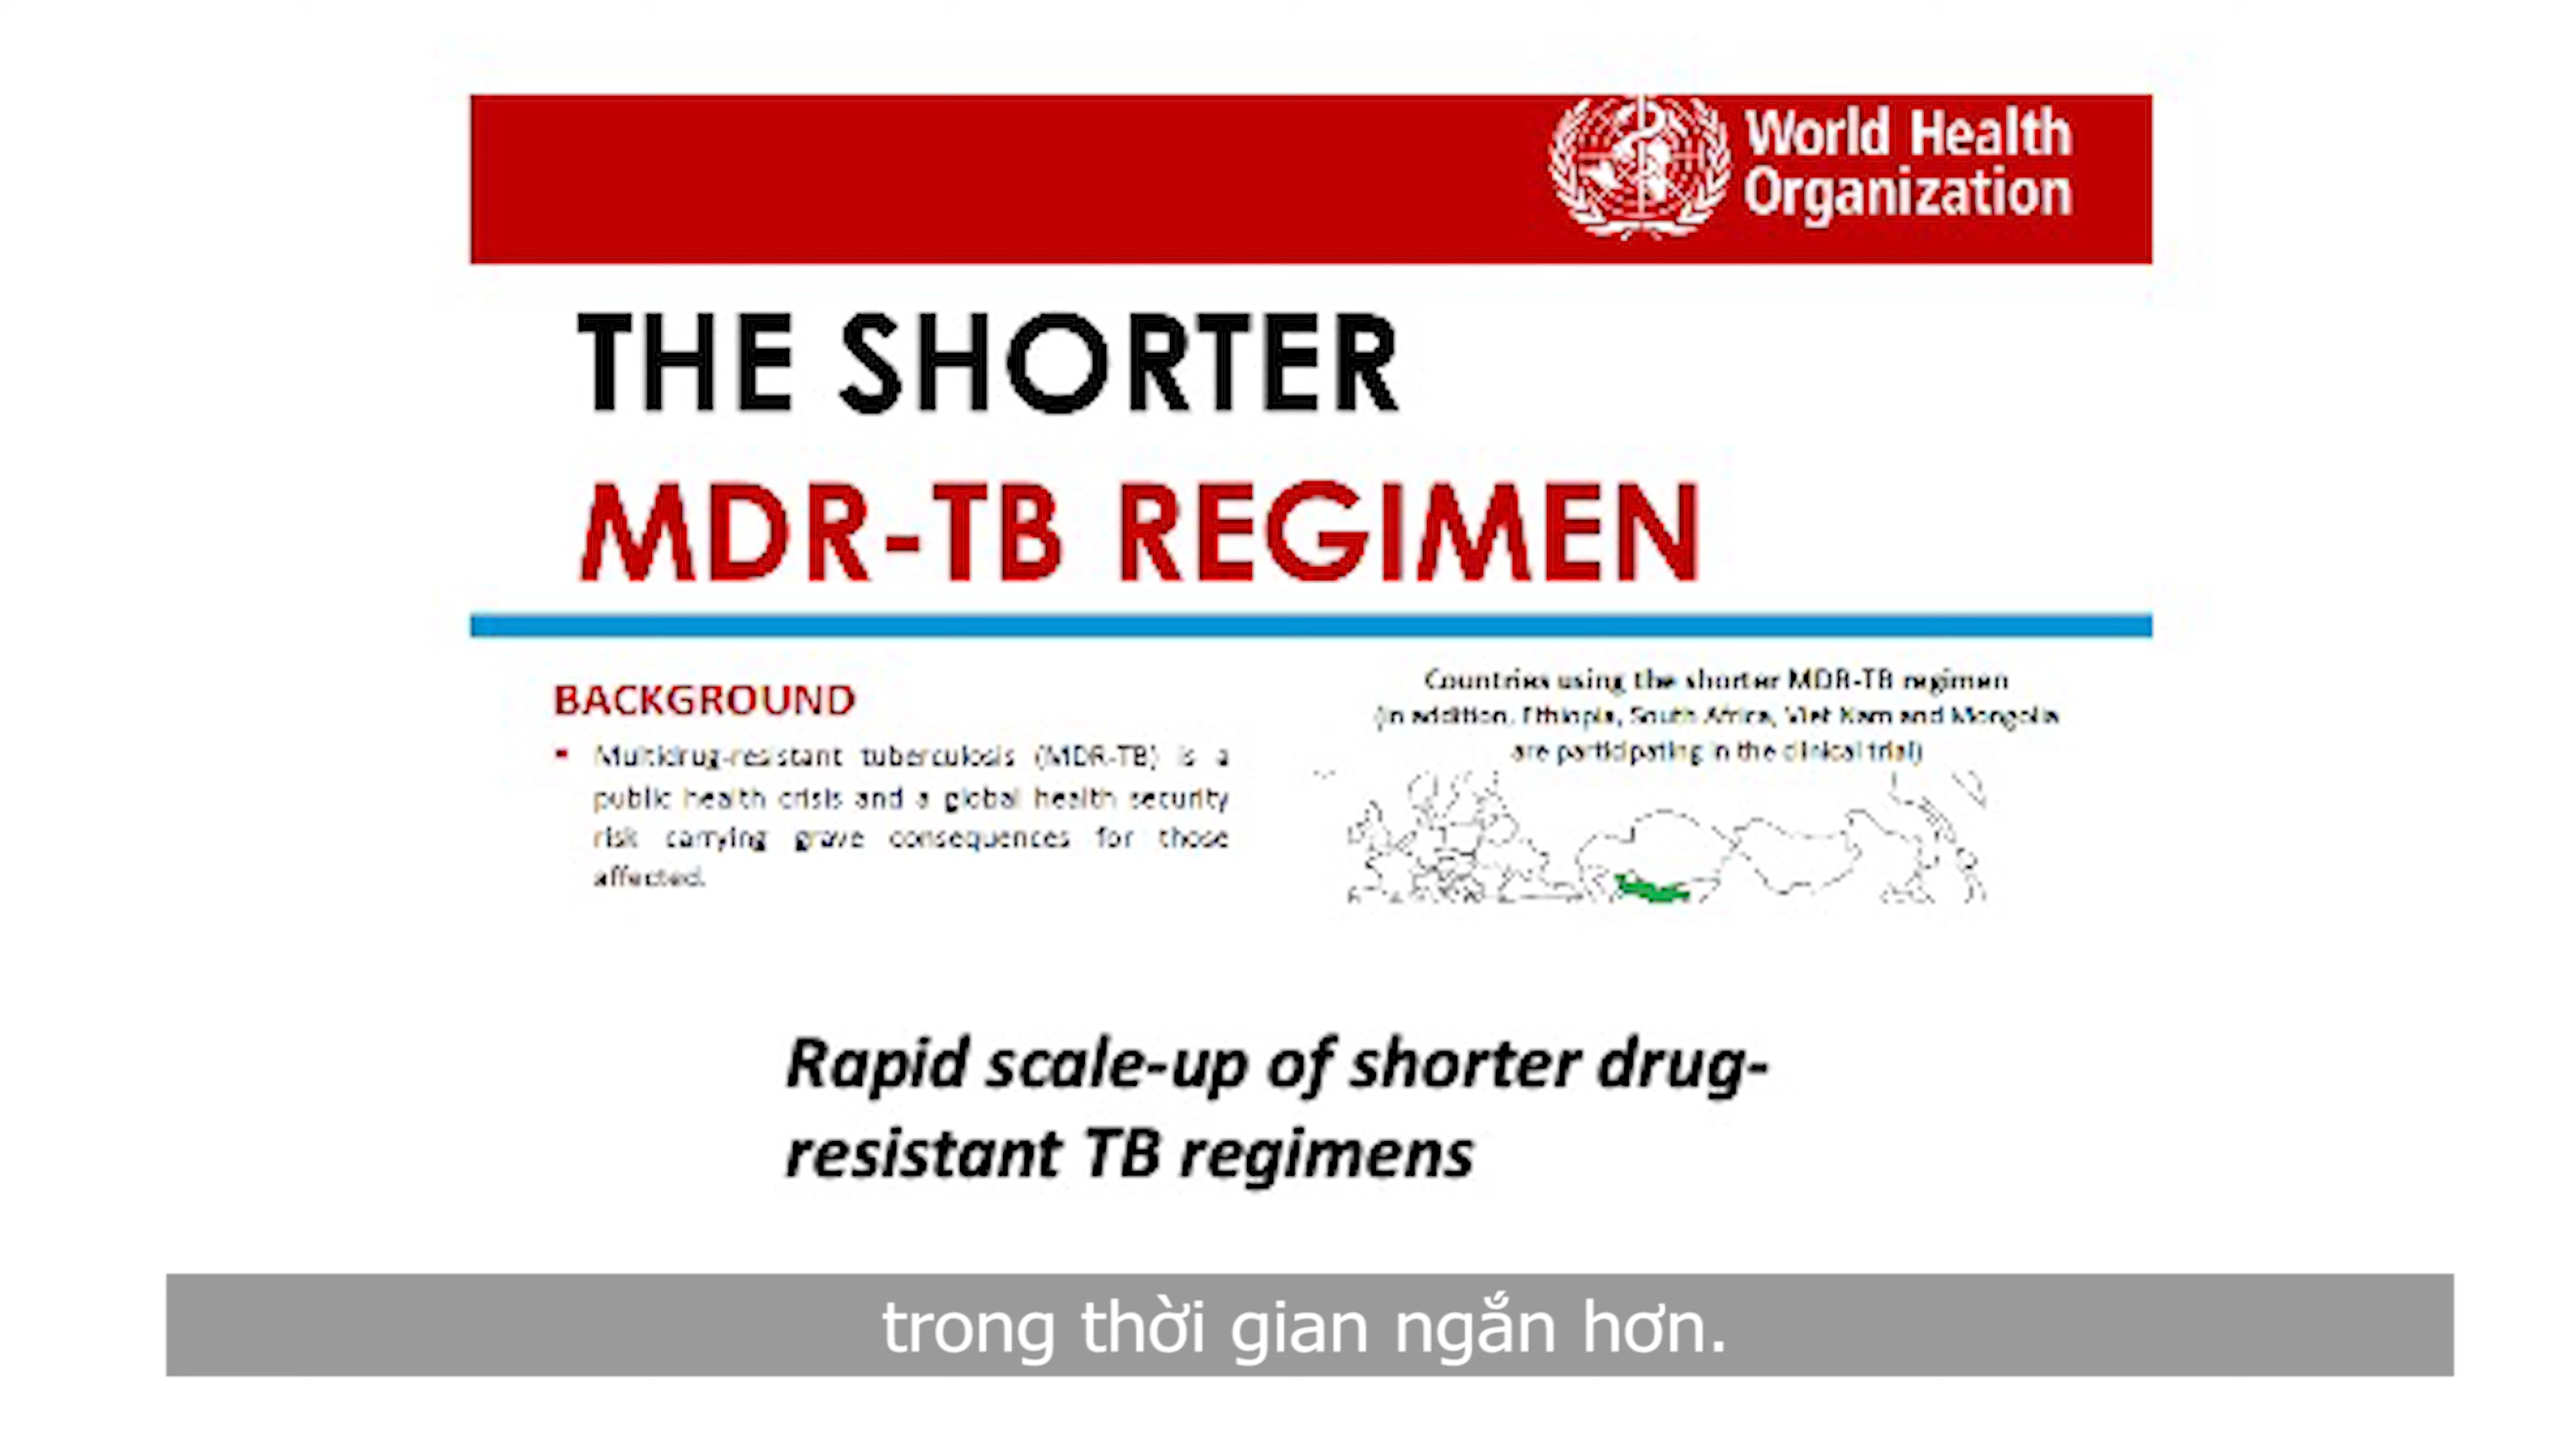 World Health
Organization
THE SHORTER
MDR-TB REGIMEN
BACKGROUND
▪ Multidrug-resistant tuberculosis (MDR-TB) is a
public health crisis and a global health security
risk carrying grave consequences for those
affected.
Countries using the shorter MDR-TB regimen
(in addition, Ethiopia, South Africa, Viet Nam and Mongolia
are participating in the clinical trial)
Rapid scale-up of shorter drug-
resistant TB regimens
trong thời gian ngắn hơn.